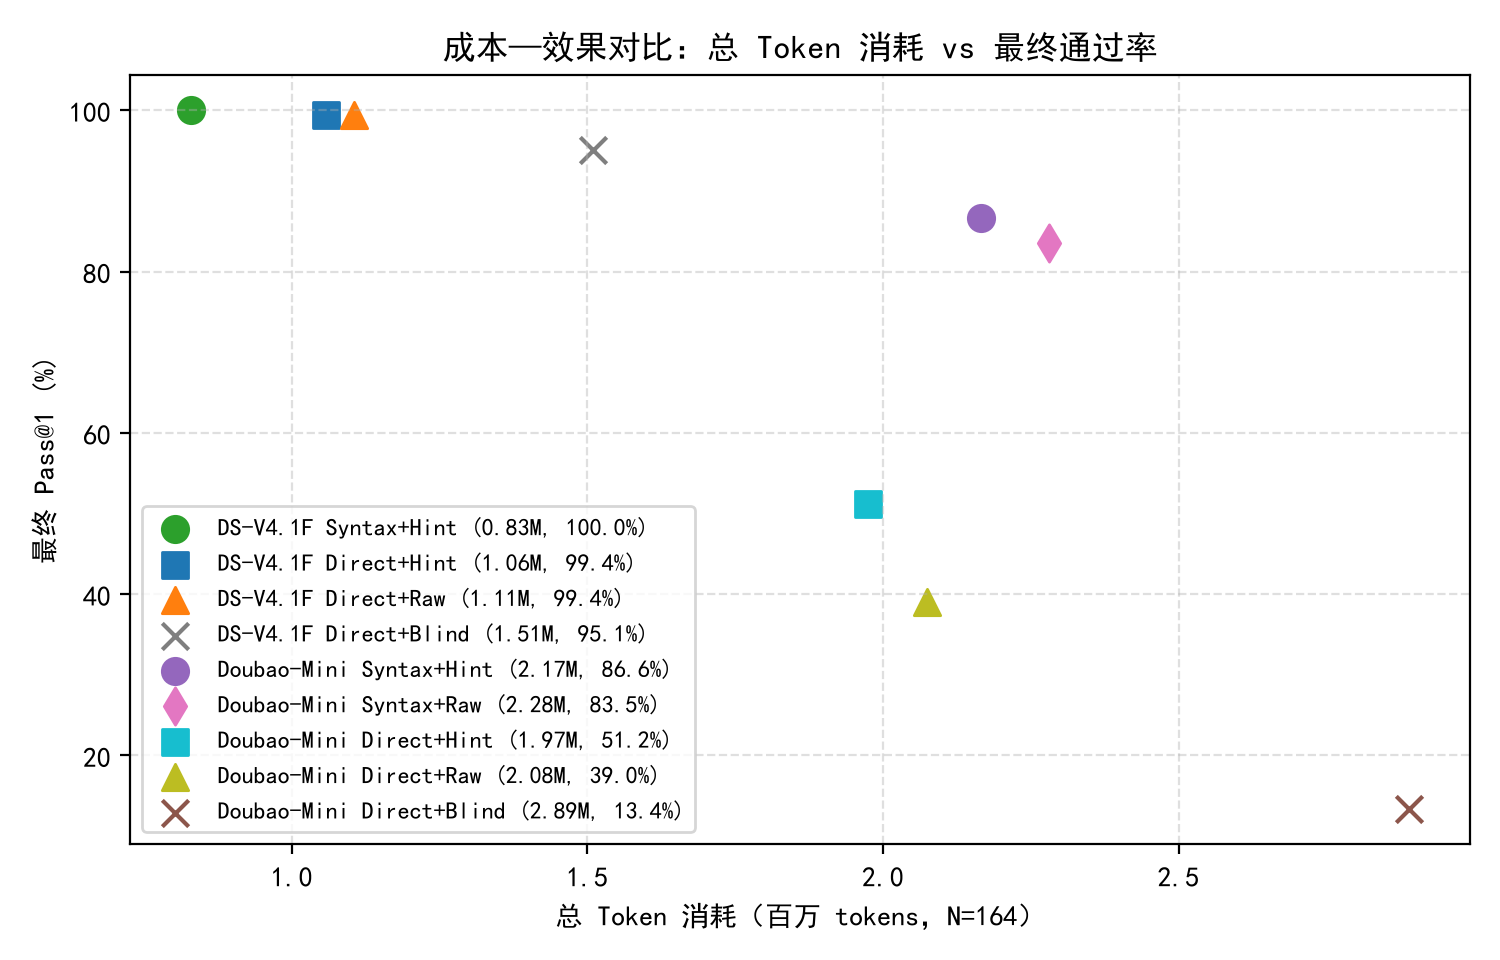 成本—效果对比：总 Token 消耗 vs 最终通过率
最终 Pass@1 (%)
100
80
60
40
20
DS-V4.1F Syntax+Hint (0.83M, 100.0%)
DS-V4.1F Direct+Hint (1.06M, 99.4%)
DS-V4.1F Direct+Raw (1.11M, 99.4%)
DS-V4.1F Direct+Blind (1.51M, 95.1%)
Doubao-Mini Syntax+Hint (2.17M, 86.6%)
Doubao-Mini Syntax+Raw (2.28M, 83.5%)
Doubao-Mini Direct+Hint (1.97M, 51.2%)
Doubao-Mini Direct+Raw (2.08M, 39.0%)
Doubao-Mini Direct+Blind (2.89M, 13.4%)
1.0 1.5 2.0 2.5
总 Token 消耗（百万 tokens, N=164）